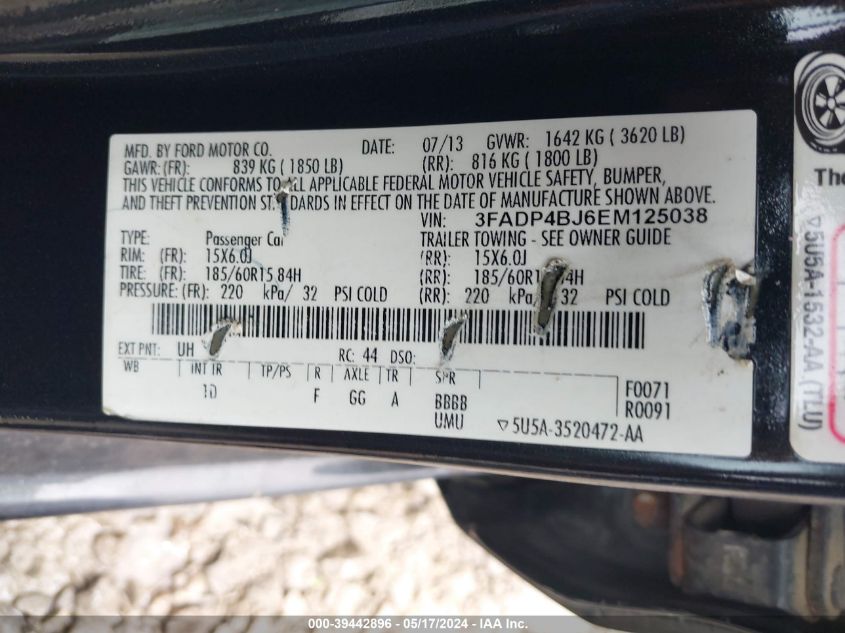 MFD. BY FORD MOTOR CO. DATE: 07/13 GVWR: 1642 KG ( 3620 LB)
GAWR: (FR): 839 KG ( 1850 LB) (RR): 816 KG ( 1800 LB)
THIS VEHICLE CONFORMS TO ALL APPLICABLE FEDERAL MOTOR VEHICLE SAFETY, BUMPER,
AND THEFT PREVENTION STANDARDS IN EFFECT ON THE DATE OF MANUFACTURE SHOWN ABOVE.
VIN: 3FADP4BJ6EM125038
TYPE: Passenger Car TRAILER TOWING - SEE OWNER GUIDE
RIM: (FR): 15X6.0J (RR): 15X6.0J
TIRE: (FR): 185/60R15 84H (RR): 185/60R15 84H
PRESSURE: (FR): 220 kPa/ 32 PSI COLD (RR): 220 kPa/ 32 PSI COLD
EXT PNT: UH RC: 44 DSO:
WB INT TR TP/PS R AXLE TR SPR
10 F GG A BBBB F0071
UMU R0091
▽5U5A-3520472-AA
The
▽5U5A-1532-AA (TLU)
000-39442896 - 05/17/2024 - IAA Inc.